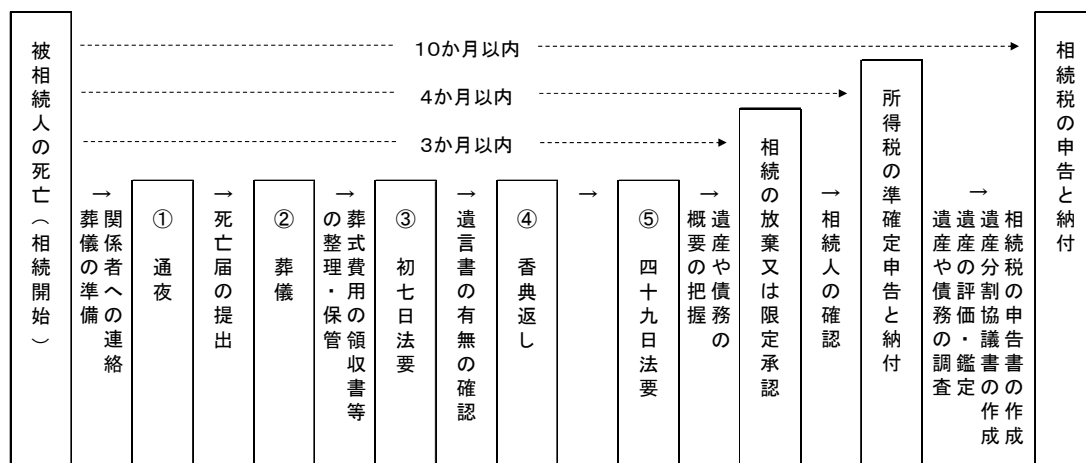 被相続人の死亡（相続開始）
10か月以内
4か月以内
3か月以内
→
関係者への連絡
葬儀の準備
① 通夜
→
死亡届の提出
② 葬儀
→
葬式費用の領収書等
の整理・保管
③ 初七日法要
→
遺言書の有無の確認
④ 香典返し
→
⑤ 四十九日法要
→
遺産や債務の
概要の把握
相続の放棄又は限定承認
→
相続人の確認
所得税の準確定申告と納付
→
相続税の申告書の作成
遺産分割協議書の作成
遺産の評価・鑑定
遺産や債務の調査
相続税の申告と納付